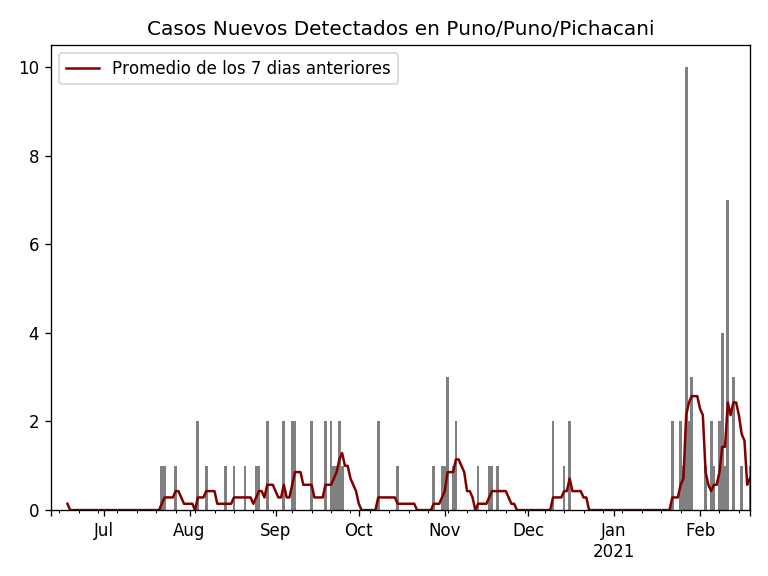 Casos Nuevos Detectados en Puno/Puno/Pichacani
Promedio de los 7 dias anteriores
10
8
6
4
2
0
Jul Aug Sep Oct Nov Dec Jan Feb
2021